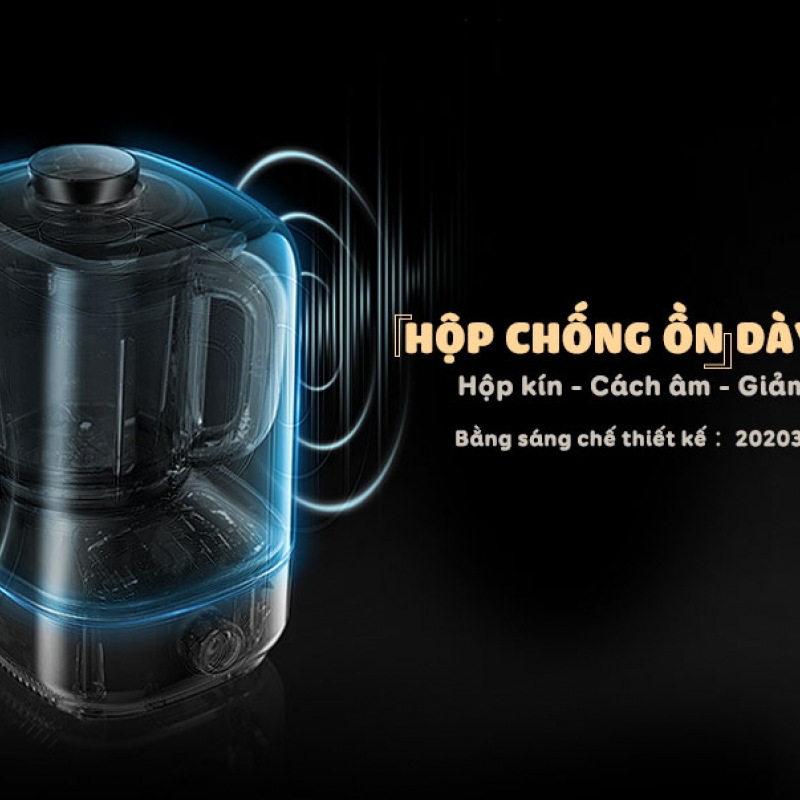 HỘP CHỐNG ỒN DÀY
Hộp kín - Cách âm - Giảm
Bằng sáng chế thiết kế : 20203